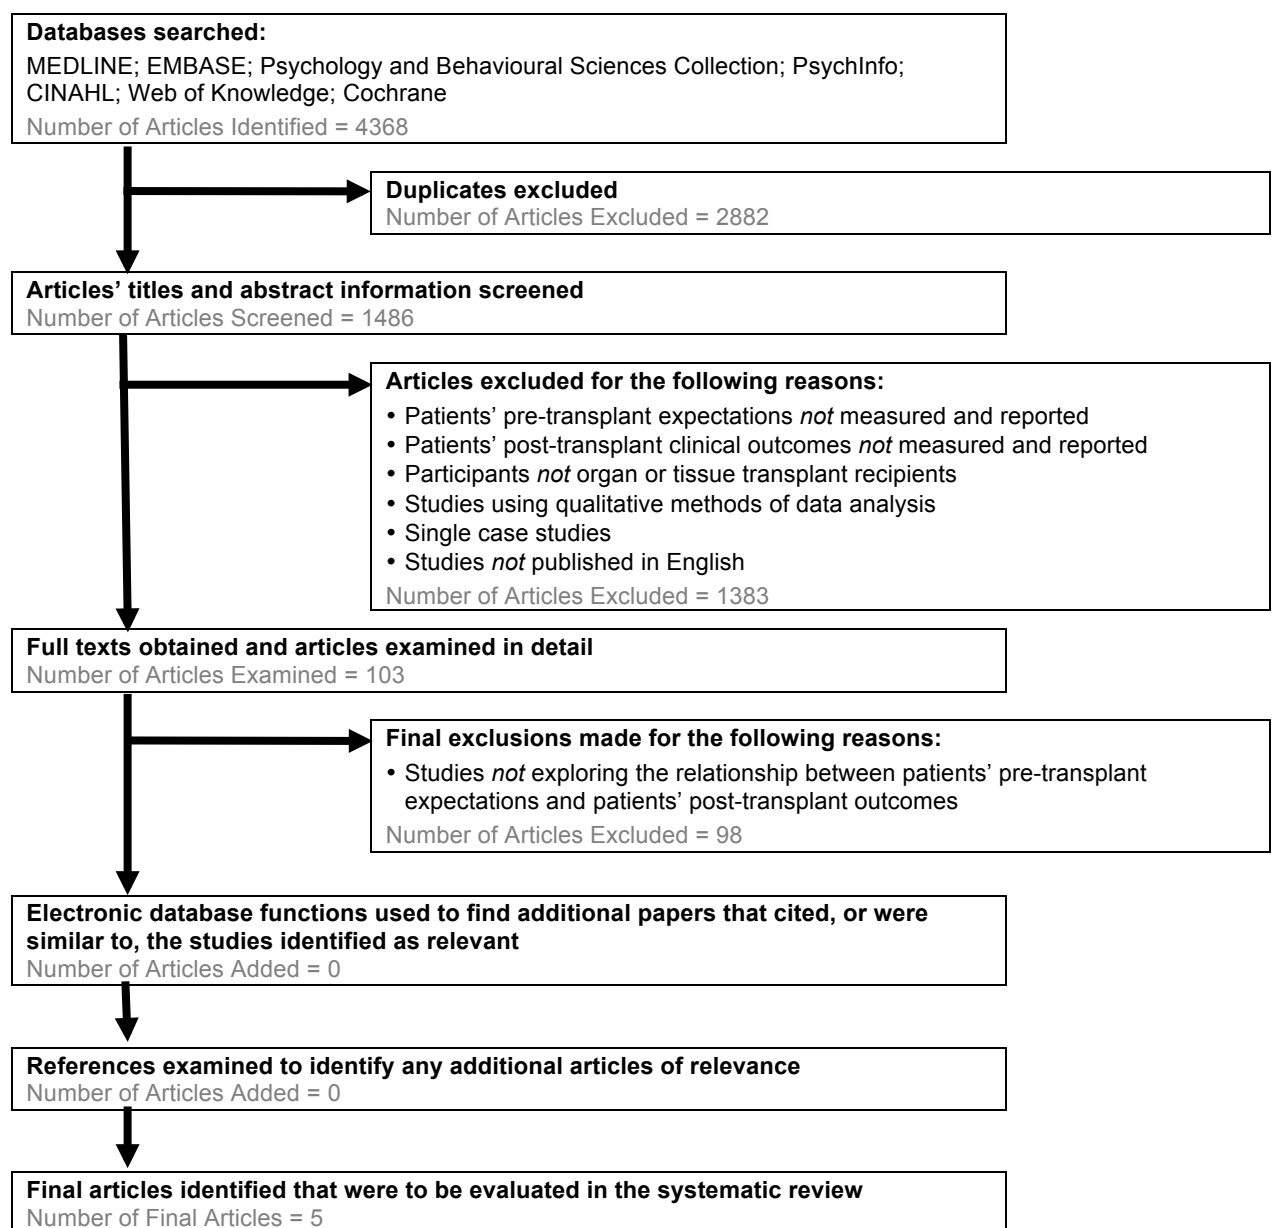 Databases searched:
MEDLINE; EMBASE; Psychology and Behavioural Sciences Collection; PsychInfo;
CINAHL; Web of Knowledge; Cochrane
Number of Articles Identified = 4368
Duplicates excluded
Number of Articles Excluded = 2882
Articles’ titles and abstract information screened
Number of Articles Screened = 1486
Articles excluded for the following reasons:
• Patients’ pre-transplant expectations not measured and reported
• Patients’ post-transplant clinical outcomes not measured and reported
• Participants not organ or tissue transplant recipients
• Studies using qualitative methods of data analysis
• Single case studies
• Studies not published in English
Number of Articles Excluded = 1383
Full texts obtained and articles examined in detail
Number of Articles Examined = 103
Final exclusions made for the following reasons:
• Studies not exploring the relationship between patients’ pre-transplant
expectations and patients’ post-transplant outcomes
Number of Articles Excluded = 98
Electronic database functions used to find additional papers that cited, or were
similar to, the studies identified as relevant
Number of Articles Added = 0
References examined to identify any additional articles of relevance
Number of Articles Added = 0
Final articles identified that were to be evaluated in the systematic review
Number of Final Articles = 5